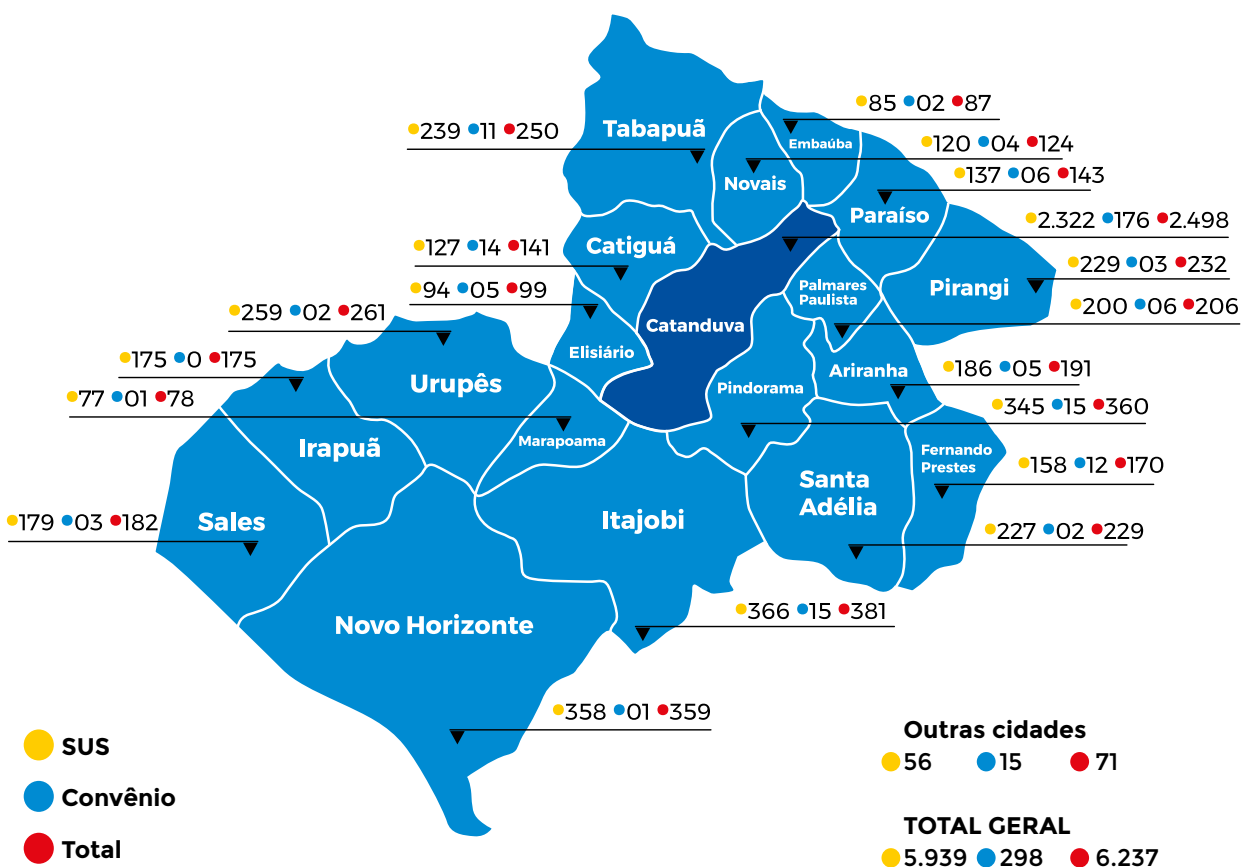 85 02 87
Tabapuã
239 11 250
Embaúba
120 04 124
Novais
137 06 143
Paraíso
2.322 176 2.498
Catiguá
127 14 141
229 03 232
Pirangi
Palmares
Paulista
94 05 99
200 06 206
259 02 261
Catanduva
Elisiário
175 0 175
Urupês
Ariranha
186 05 191
Pindorama
77 01 78
345 15 360
Marapoama
Irapuã
Fernando
Prestes
158 12 170
Santa
Adélia
Sales
179 03 182
Itajobi
227 02 229
366 15 381
Novo Horizonte
358 01 359
SUS
Convênio
Total
Outras cidades
56 15 71
TOTAL GERAL
5.939 298 6.237